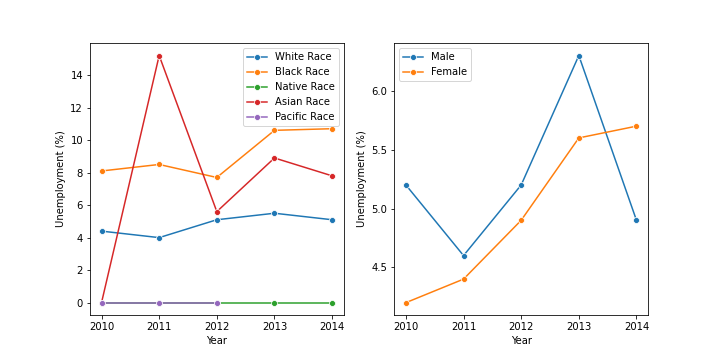 14
12
10
8
6
4
2
0
Unemployment (%)
White Race
Black Race
Native Race
Asian Race
Pacific Race
2010 2011 2012 2013 2014
Year
6.0
5.5
5.0
4.5
Unemployment (%)
Male
Female
2010 2011 2012 2013 2014
Year